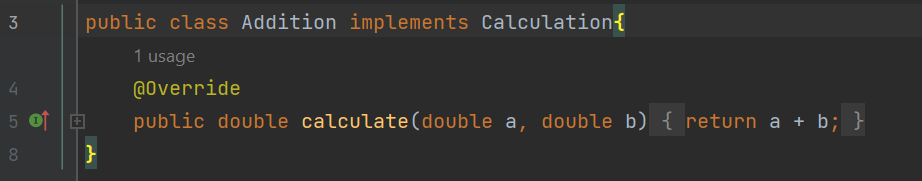 3 public class Addition implements Calculation{
1 usage
4 @Override
5 public double calculate(double a, double b) { return a + b; }
8 }